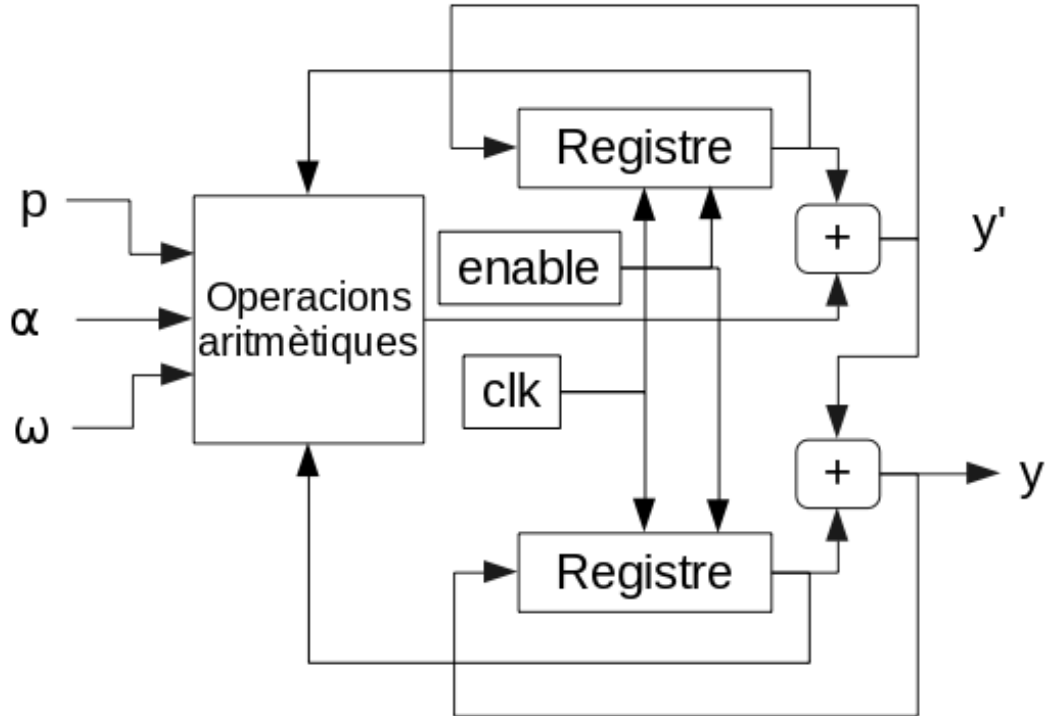 Registre
p
+
y'
enable
Operacions
aritmètiques
α
clk
ω
+
y
Registre